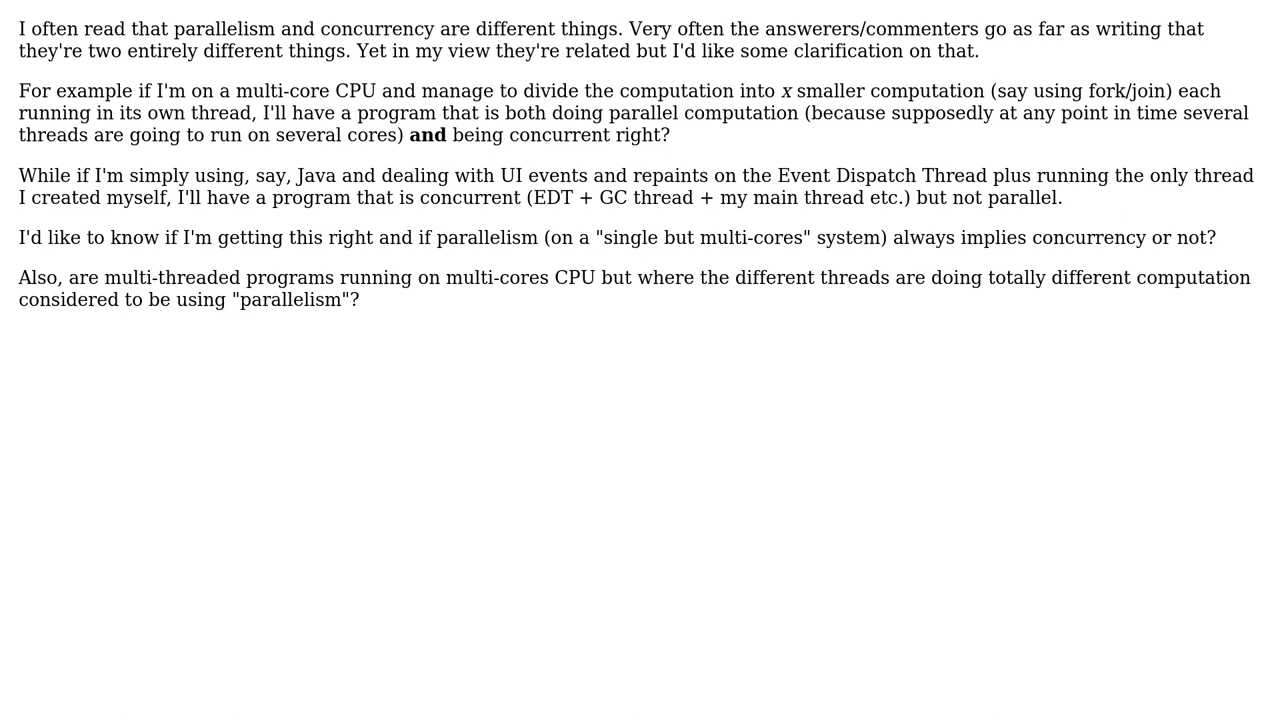 I often read that parallelism and concurrency are different things. Very often the answerers/commenters go as far as writing that
they're two entirely different things. Yet in my view they're related but I'd like some clarification on that.
For example if I'm on a multi-core CPU and manage to divide the computation into x smaller computation (say using fork/join) each
running in its own thread, I'll have a program that is both doing parallel computation (because supposedly at any point in time several
threads are going to run on several cores) and being concurrent right?
While if I'm simply using, say, Java and dealing with UI events and repaints on the Event Dispatch Thread plus running the only thread
I created myself, I'll have a program that is concurrent (EDT + GC thread + my main thread etc.) but not parallel.
I'd like to know if I'm getting this right and if parallelism (on a "single but multi-cores" system) always implies concurrency or not?
Also, are multi-threaded programs running on multi-cores CPU but where the different threads are doing totally different computation
considered to be using "parallelism"?